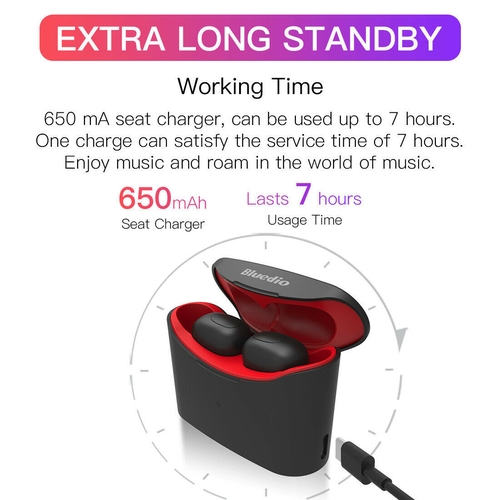 EXTRA LONG STANDBY
Working Time
650 mA seat charger, can be used up to 7 hours.
One charge can satisfy the service time of 7 hours.
Enjoy music and roam in the world of music.
650mAh
Seat Charger
Lasts 7 hours
Usage Time
Bluedio